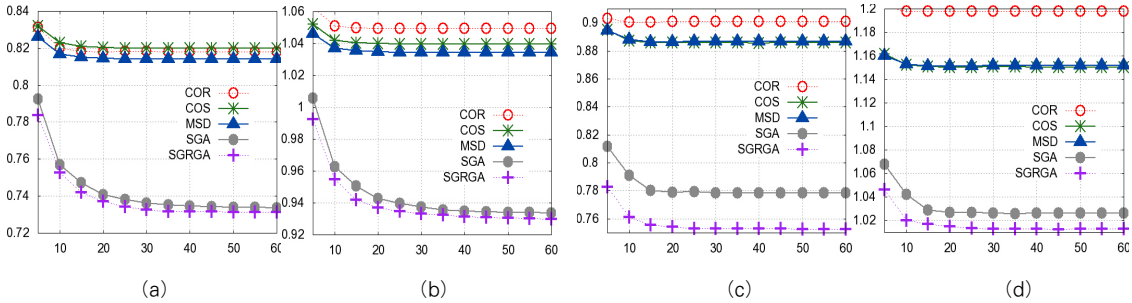 0.84
0.82
0.8
0.78
0.76
0.74
0.72
COR
COS
MSD
SGA
SGRGA
10 20 30 40 50 60
(a)
1.06
1.04
1.02
1
0.98
0.96
0.94
0.92
COR
COS
MSD
SGA
SGRGA
10 20 30 40 50 60
(b)
0.9
0.88
0.86
0.84
0.82
0.8
0.78
0.76
COR
COS
MSD
SGA
SGRGA
10 20 30 40 50 60
(c)
1.2
1.18
1.16
1.14
1.12
1.1
1.08
1.06
1.04
1.02
COR
COS
MSD
SGA
SGRGA
10 20 30 40 50 60
(d)